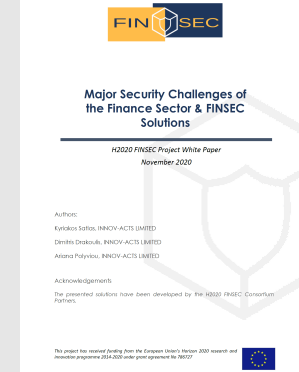 FINSEC
Major Security Challenges of
the Finance Sector & FINSEC
Solutions
H2020 FINSEC Project White Paper
November 2020
Authors:
Kyriakos Satlas, INNOV-ACTS LIMITED
Dimitris Drakoulis, INNOV-ACTS LIMITED
Ariana Polyviou, INNOV-ACTS LIMITED
Acknowledgements
The presented solutions have been developed by the H2020 FINSEC Consortium
Partners.
This project has received funding from the European Union's Horizon 2020 research and
innovation programme 2014-2020 under grant agreement No 786727